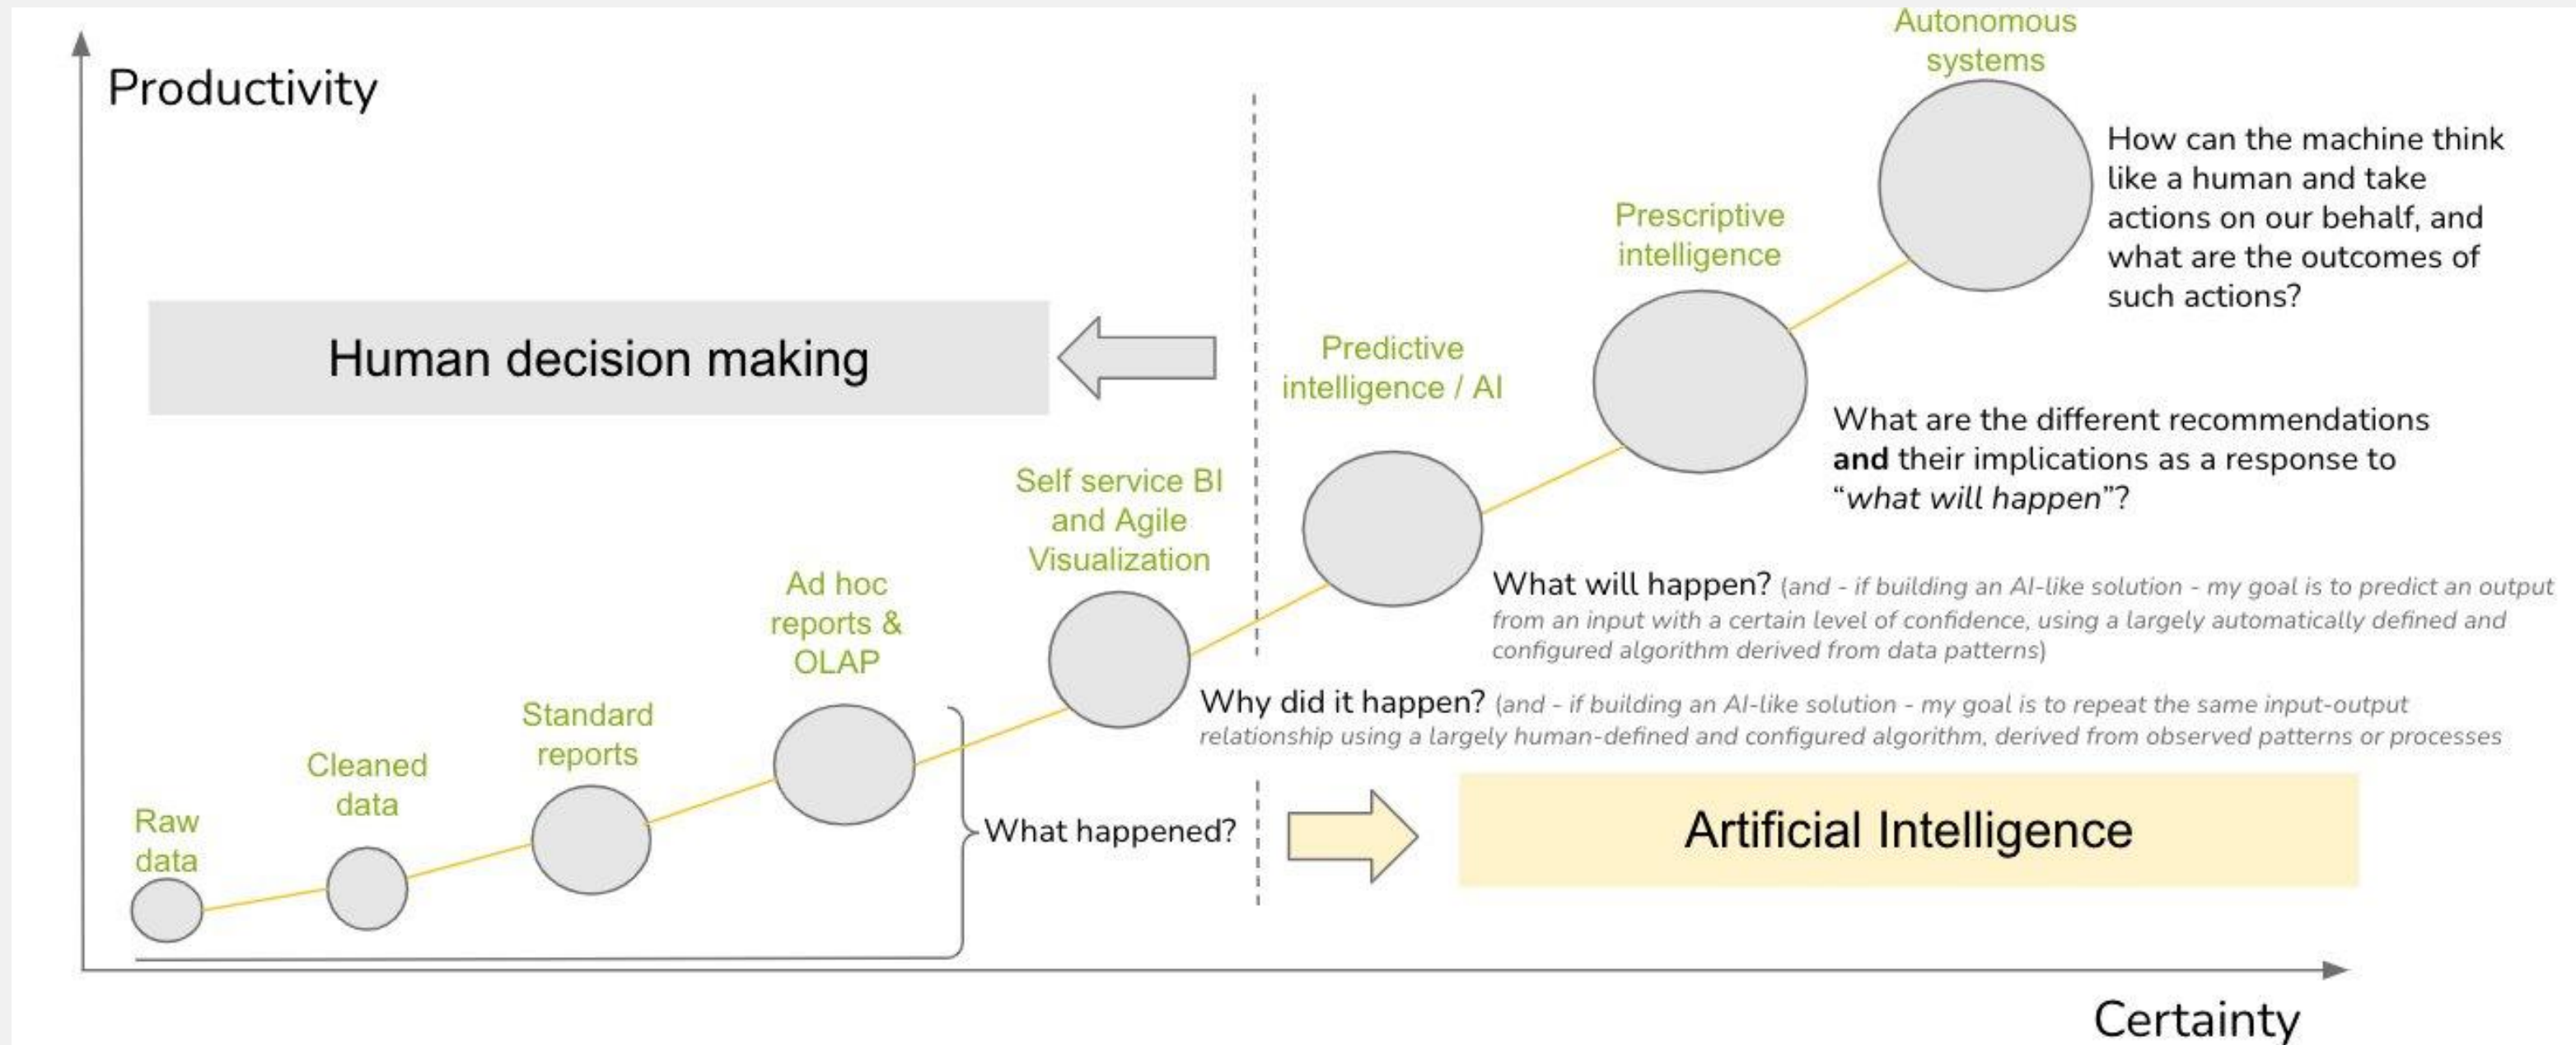 Productivity
Autonomous
systems
How can the machine think
like a human and take
actions on our behalf, and
what are the outcomes of
such actions?
Prescriptive
intelligence
Human decision making
Predictive
intelligence / AI
What are the different recommendations
and their implications as a response to
“what will happen”?
Self service BI
and Agile
Visualization
Ad hoc
reports &
OLAP
What will happen? (and - if building an AI-like solution - my goal is to predict an output
from an input with a certain level of confidence, using a largely automatically defined and
configured algorithm derived from data patterns)
Why did it happen? (and - if building an AI-like solution - my goal is to repeat the same input-output
relationship using a largely human-defined and configured algorithm, derived from observed patterns or processes
Standard
reports
Cleaned
data
Raw
data
What happened?
Artificial Intelligence
Certainty